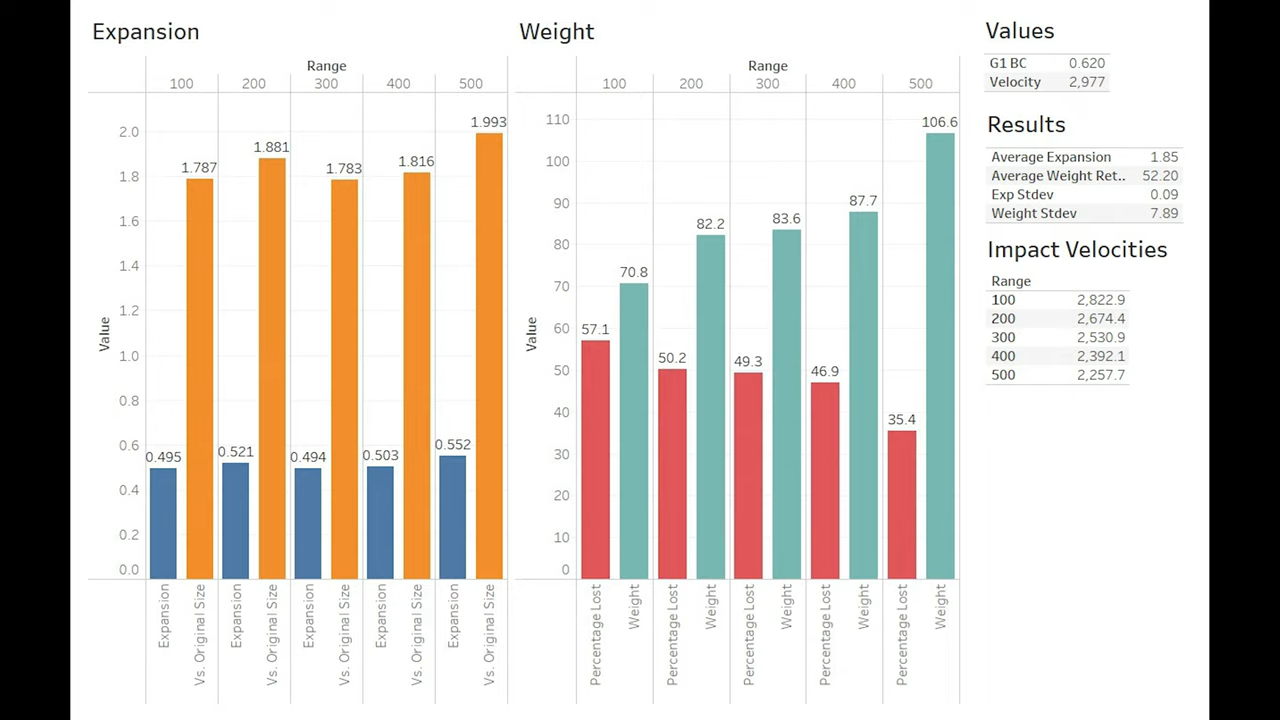 Expansion
Range
100 200 300 400 500
2.0
1.8
1.6
1.4
1.2
1.0
0.8
0.6
0.4
0.2
0.0
Value
0.495 1.787 0.521 1.881 0.494 1.783 0.503 1.816 0.552 1.993
Expansion Vs. Original Size Expansion Vs. Original Size Expansion Vs. Original Size Expansion Vs. Original Size Expansion Vs. Original Size
Weight
Range
100 200 300 400 500
110
100
90
80
70
60
50
40
30
20
10
0
Value
57.1 70.8 50.2 82.2 49.3 83.6 46.9 87.7 35.4 106.6
Percentage Lost Weight Percentage Lost Weight Percentage Lost Weight Percentage Lost Weight Percentage Lost Weight
Values
G1 BC 0.620
Velocity 2,977
Results
Average Expansion 1.85
Average Weight Ret.. 52.20
Exp Stdev 0.09
Weight Stdev 7.89
Impact Velocities
Range
100 2,822.9
200 2,674.4
300 2,530.9
400 2,392.1
500 2,257.7